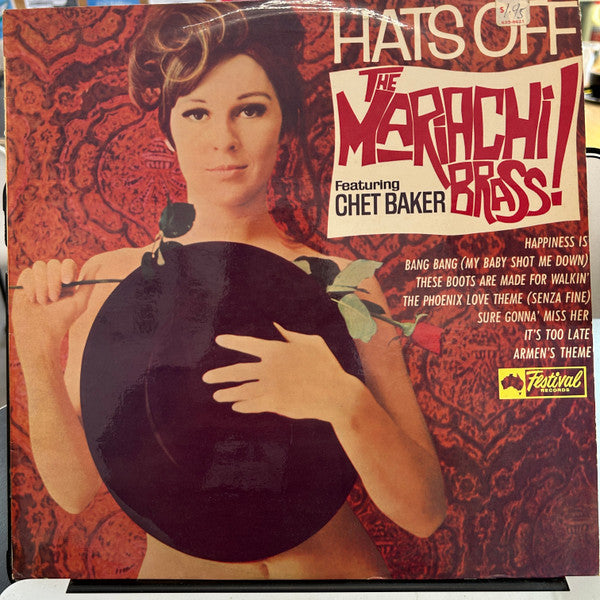 HATS OFF
$1.95
THE
MARIACHI
BRASS!
Featuring
CHET BAKER
HAPPINESS IS
BANG BANG (MY BABY SHOT ME DOWN)
THESE BOOTS ARE MADE FOR WALKIN'
THE PHOENIX LOVE THEME (SENZA FINE)
SURE GONNA' MISS HER
IT'S TOO LATE
ARMEN'S THEME
Festival
RECORDS